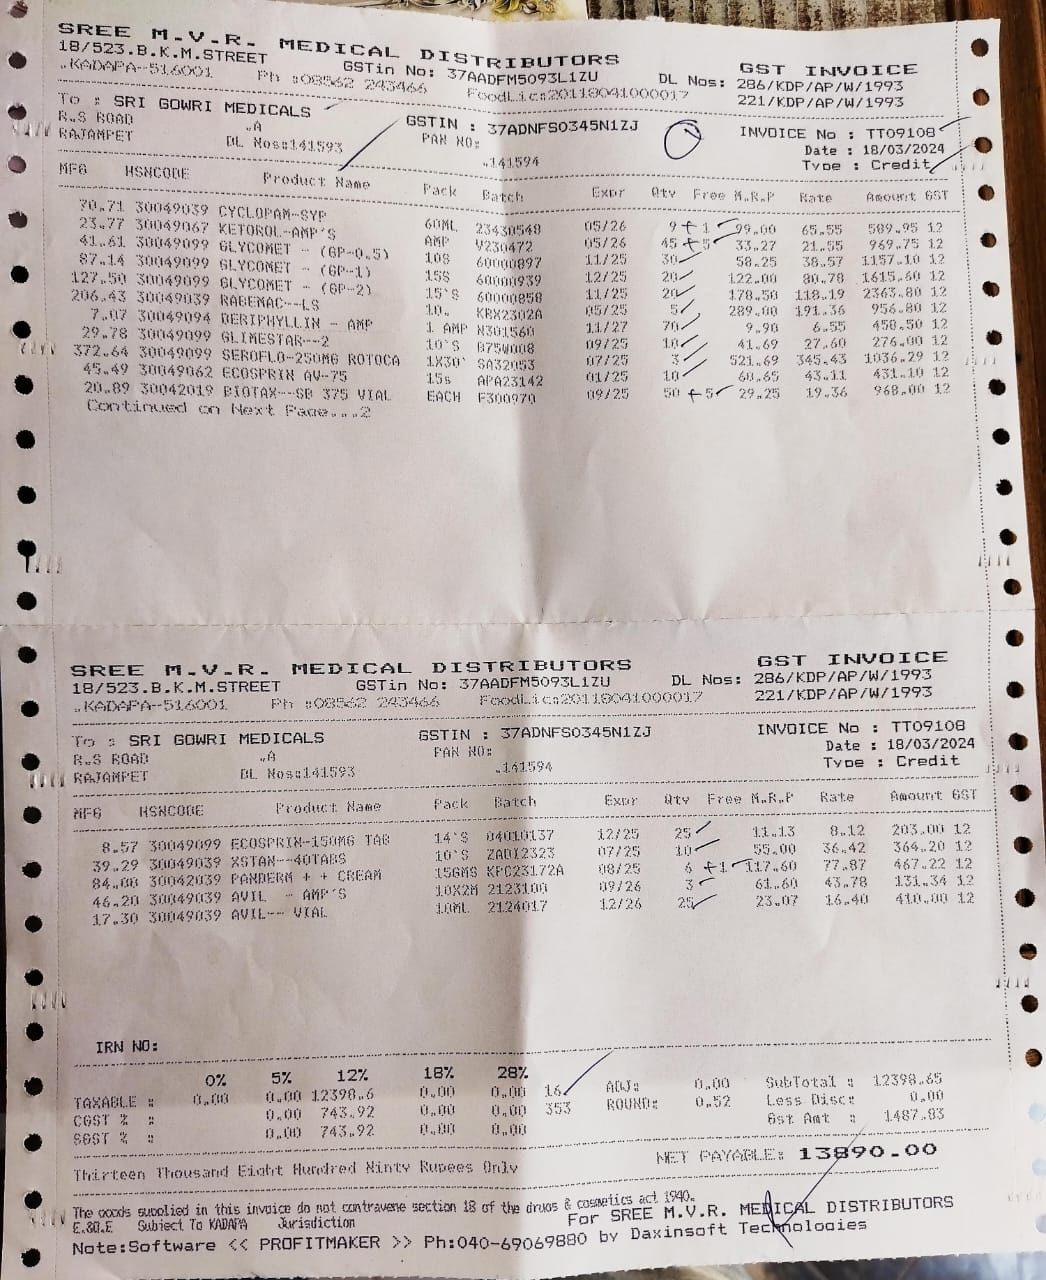 SREE M.V.R. MEDICAL DISTRIBUTORS GST INVOICE
18/523.B.K.M.STREET GSTin No: 37AADFM5093L1ZU DL Nos: 286/KDP/AP/W/1993
.KADAPA-516001 Ph :08562 243466 FoodLic:20118041000017 221/KDP/AP/W/1993
To : SRI GOWRI MEDICALS GSTIN : 37ADNFS0345N1ZJ INVOICE No : TT09108
R.S ROAD .A PAN NO: Date : 18/03/2024
RAJAMPET DL Nos:141593 .141594 Type : Credit
MFG HSNCODE Product Name Pack Batch Expr Qty Free M.R.P Rate Amount GST
70.71 30049039 CYCLOPAM-SYP 60ML 23430548 05/26 9 +1 99.00 65.55 589.95 12
23.77 30049067 KETOROL-AMP'S AMP V230472 05/26 45 +5 33.27 21.55 969.75 12
41.61 30049099 GLYCOMET - (GP-0.5) 10S 60000897 11/25 30 58.25 38.57 1157.10 12
87.14 30049099 GLYCOMET - (GP-1) 15S 60000939 12/25 20 122.00 80.78 1615.60 12
127.50 30049099 GLYCOMET - (GP-2) 15'S 60000858 11/25 20 178.50 118.19 2363.80 12
206.43 30049039 RABEMAC--LS 10. KRX2302A 05/25 5 289.00 191.36 956.80 12
7.07 30049094 DERIPHYLLIN - AMP 1 AMP N301560 11/27 70 9.90 6.55 458.50 12
29.78 30049099 GLIMESTAR--2 10'S B75W008 09/25 10 41.69 27.60 276.00 12
372.64 30049099 SEROFLO-250MG ROTOCA 1X30' SA32053 07/25 3 521.69 345.43 1036.29 12
45.49 30049062 ECOSPRIN AV-75 15s APA23142 01/25 10 60.65 43.11 431.10 12
20.89 30042019 BIOTAX--SB 375 VIAL EACH F300970 09/25 50 +5 29.25 19.36 968.00 12
Continued on Next Page...2
SREE M.V.R. MEDICAL DISTRIBUTORS GST INVOICE
18/523.B.K.M.STREET GSTin No: 37AADFM5093L1ZU DL Nos: 286/KDP/AP/W/1993
.KADAPA-516001 Ph :08562 243466 FoodLic:20118041000017 221/KDP/AP/W/1993
To : SRI GOWRI MEDICALS GSTIN : 37ADNFS0345N1ZJ INVOICE No : TT09108
R.S ROAD .A PAN NO: Date : 18/03/2024
RAJAMPET DL Nos:141593 .141594 Type : Credit
MFG HSNCODE Product Name Pack Batch Expr Qty Free M.R.P Rate Amount GST
8.57 30049099 ECOSPRIN-150MG TAB 14'S 04010137 12/25 25 11.13 8.12 203.00 12
39.29 30049039 XSTAN--40TABS 10'S ZADI2323 07/25 10 55.00 36.42 364.20 12
84.00 30042039 PANDERM + + CREAM 15GMS KPC23172A 08/25 6 +1 117.60 77.87 467.22 12
46.20 30049039 AVIL - AMP'S 10X2M 2123100 09/26 3 61.60 43.78 131.34 12
17.30 30049039 AVIL-- VIAL 10ML 2124017 12/26 25 23.07 16.40 410.00 12
IRN NO:
0% 5% 12% 18% 28%
TAXABLE : 0.00 0.00 12398.6 0.00 0.00 16 ADJ: 0.00 SubTotal : 12398.65
CGST % : 0.00 743.92 0.00 0.00 353 ROUND: 0.52 Less Disc: 0.00
SGST % : 0.00 743.92 0.00 0.00 Gst Amt : 1487.83
Thirteen Thousand Eight Hundred Ninty Rupees Only NET PAYABLE: 13890.00
The goods supplied in this invoice do not contravene section 18 of the drugs & cosmetics act 1940.
E.&O.E Subject To KADAPA Jurisdiction For SREE M.V.R. MEDICAL DISTRIBUTORS
Note:Software << PROFITMAKER >> Ph:040-69069880 by Daxinsoft Technologies